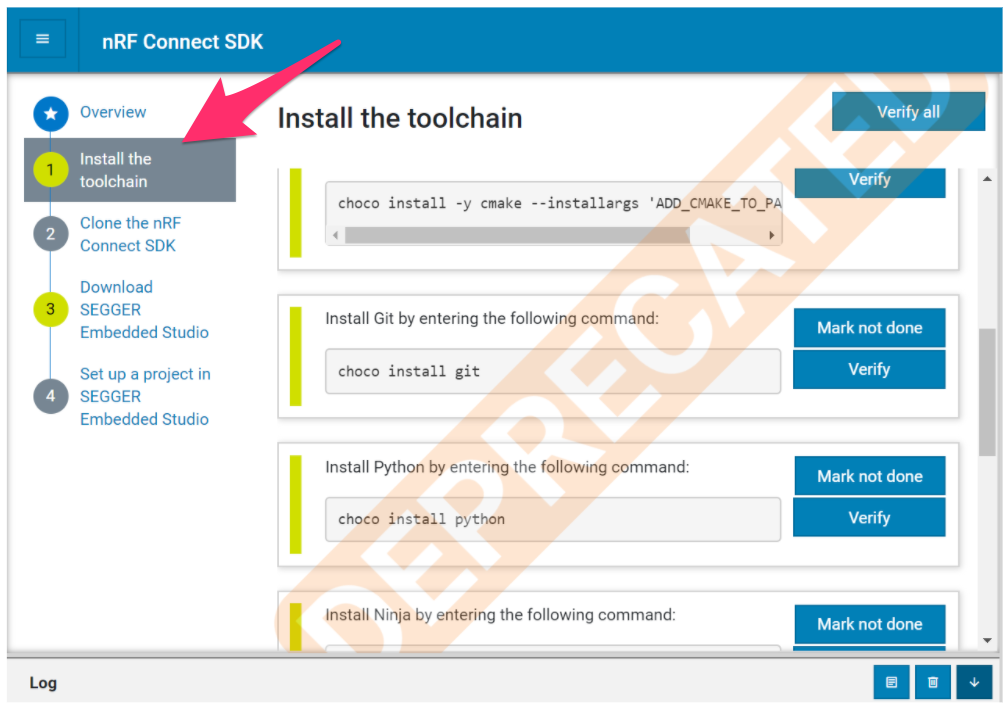 nRF Connect SDK
Overview
1
Install the
toolchain
2
Clone the nRF
Connect SDK
3
Download
SEGGER
Embedded Studio
4
Set up a project in
SEGGER
Embedded Studio
Install the toolchain
Verify all
choco install -y cmake --installargs 'ADD_CMAKE_TO_PA
Verify
Install Git by entering the following command:
Mark not done
choco install git
Verify
Install Python by entering the following command:
Mark not done
choco install python
Verify
Install Ninja by entering the following command:
Mark not done
DEPRECATED
Log